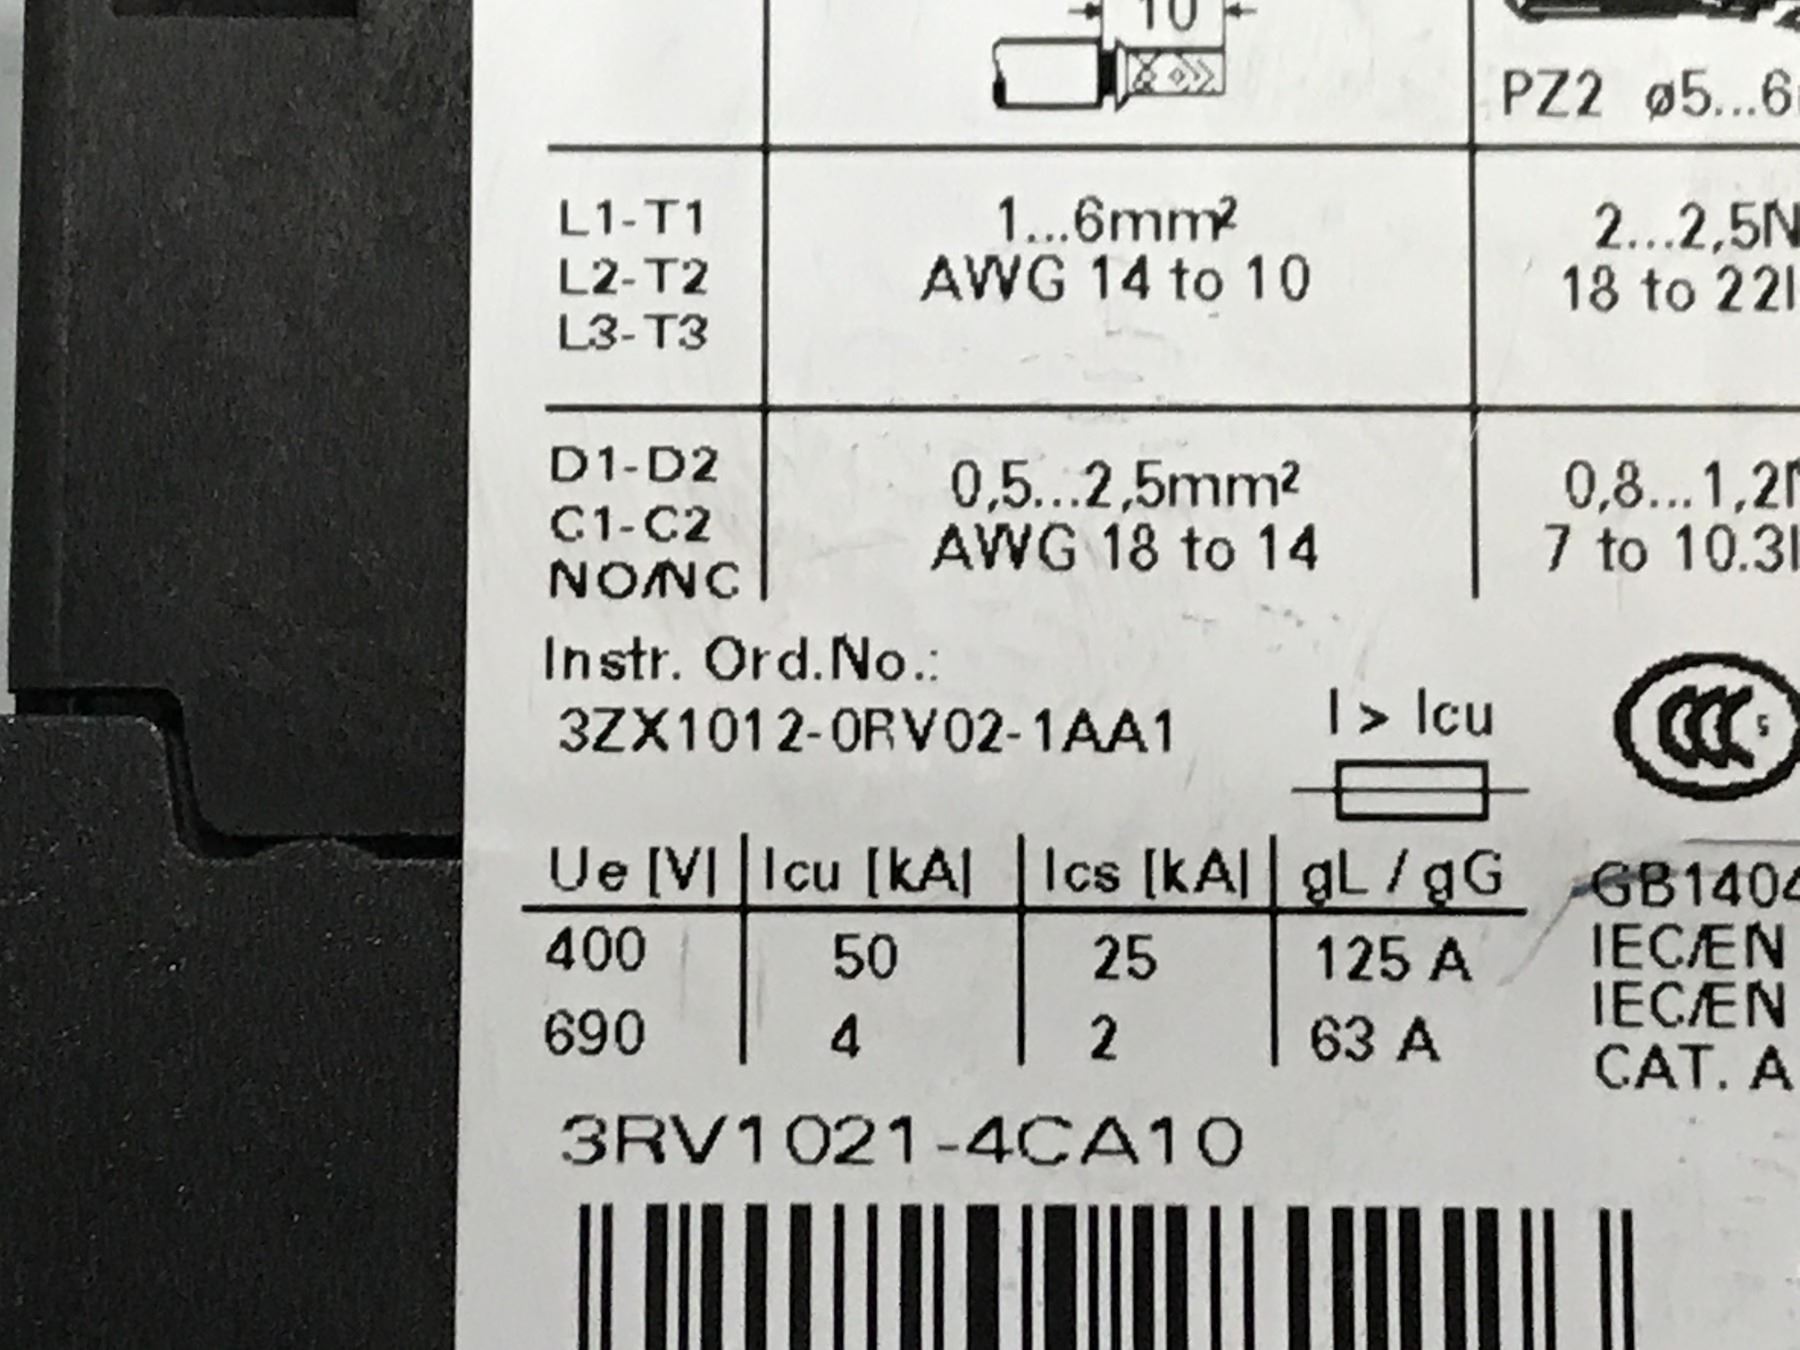 10
PZ2 ø5...6
L1-T1
L2-T2
L3-T3
1...6mm²
AWG 14 to 10
2...2,5N
18 to 22
D1-D2
C1-C2
NO/NC
0,5...2,5mm²
AWG 18 to 14
0,8...1,2
7 to 10.3
Instr. Ord.No.:
3ZX1012-0RV02-1AA1
I > Icu
CCC S
Ue [V] Icu [kA] Ics [kA] gL / gG
400 50 25 125 A
690 4 2 63 A
GB1404
IEC/EN
IEC/EN
CAT. A
3RV1021-4CA10